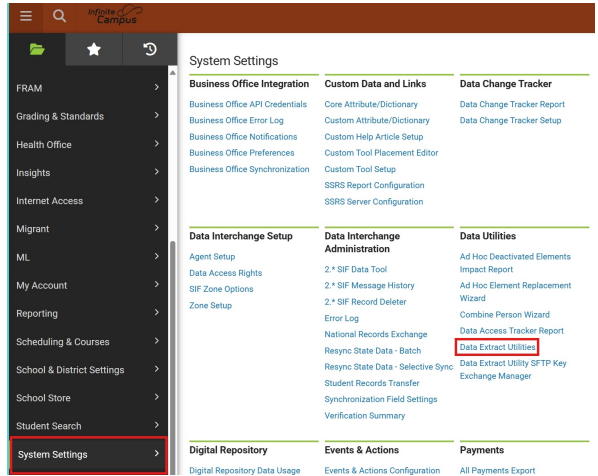 Infinite
Campus
FRAM
Grading & Standards
Health Office
Insights
Internet Access
Migrant
ML
My Account
Reporting
Scheduling & Courses
School & District Settings
School Store
Student Search
System Settings
System Settings
Business Office Integration
Business Office API Credentials
Business Office Error Log
Business Office Notifications
Business Office Preferences
Business Office Synchronization
Custom Data and Links
Core Attribute/Dictionary
Custom Attribute/Dictionary
Custom Help Article Setup
Custom Tool Placement Editor
Custom Tool Setup
SSRS Report Configuration
SSRS Server Configuration
Data Change Tracker
Data Change Tracker Report
Data Change Tracker Setup
Data Interchange Setup
Agent Setup
Data Access Rights
SIF Zone Options
Zone Setup
Data Interchange
Administration
2.* SIF Data Tool
2.* SIF Message History
2.* SIF Record Deleter
Error Log
National Records Exchange
Resync State Data - Batch
Resync State Data - Selective Sync
Student Records Transfer
Synchronization Field Settings
Verification Summary
Data Utilities
Ad Hoc Deactivated Elements
Impact Report
Ad Hoc Element Replacement
Wizard
Combine Person Wizard
Data Access Tracker Report
Data Extract Utilities
Data Extract Utility SFTP Key
Exchange Manager
Digital Repository
Digital Repository Data Usage
Events & Actions
Events & Actions Configuration
Payments
All Payments Export